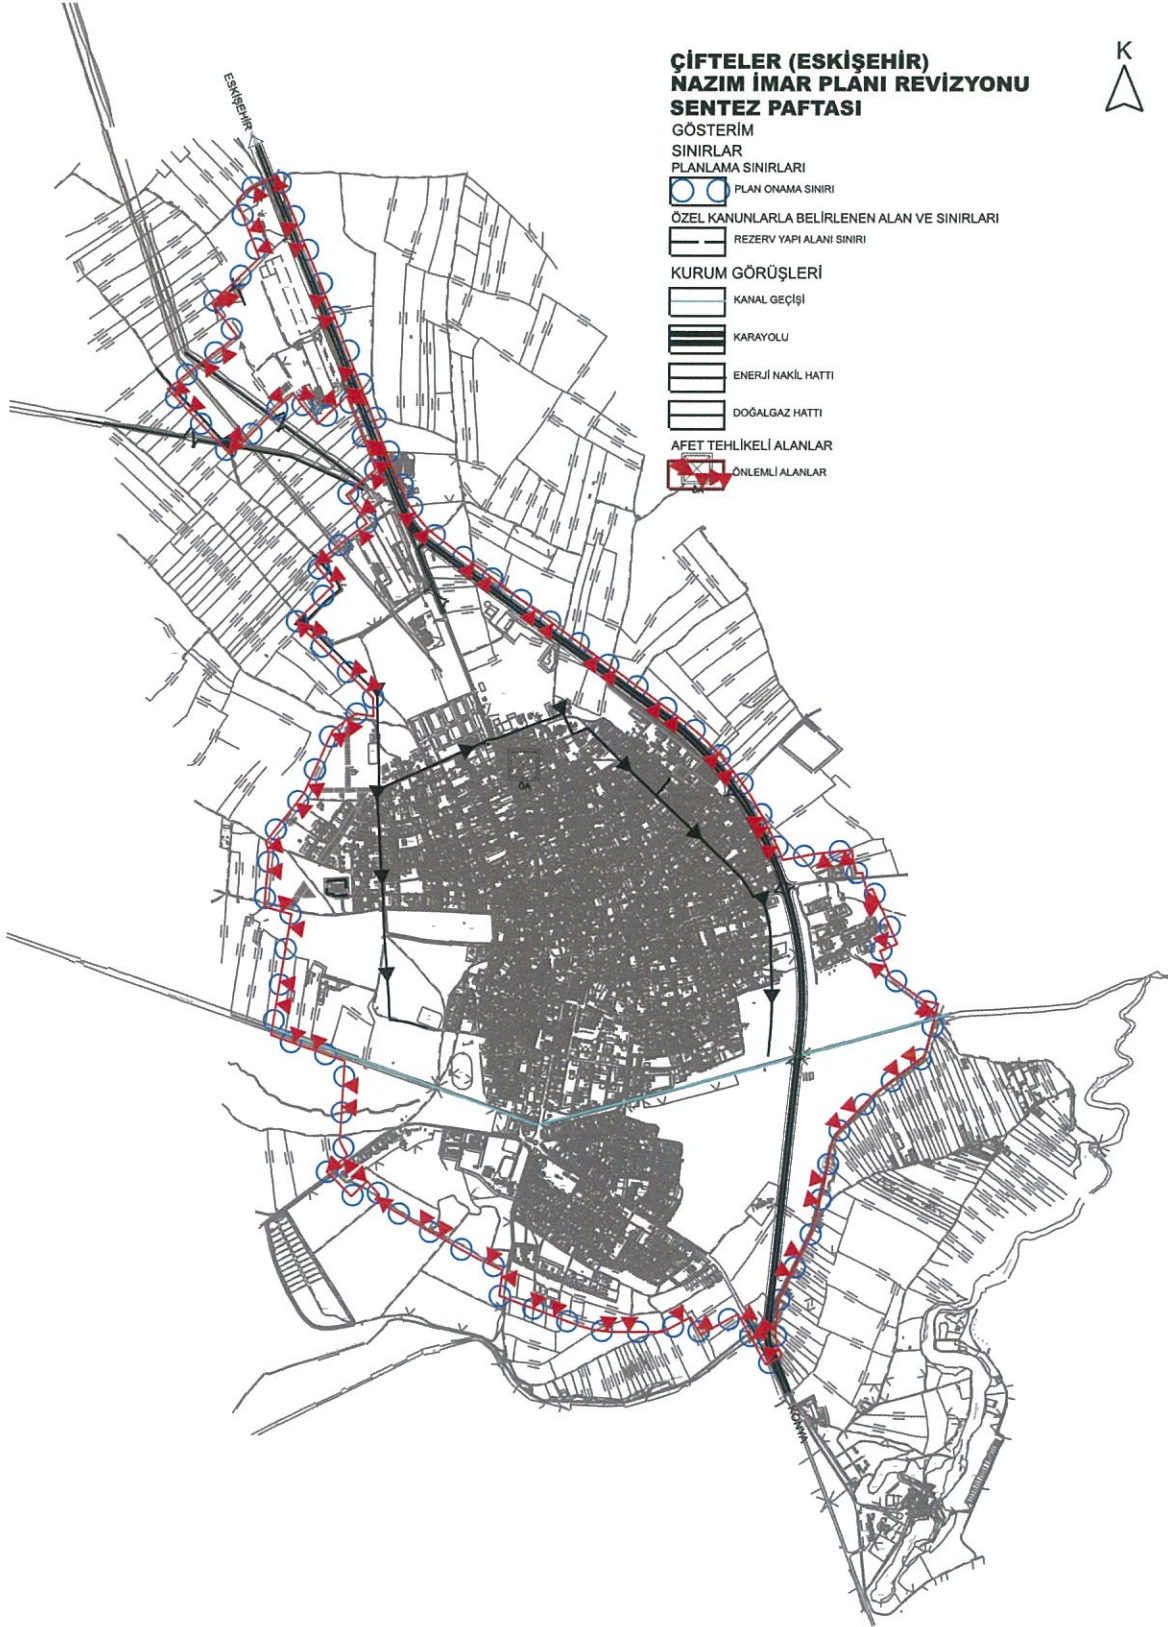 K
ÇİFTELER (ESKİŞEHİR)
NAZIM İMAR PLANI REVİZYONU
SENTEZ PAFTASI
GÖSTERİM
SINIRLAR
PLANLAMA SINIRLARI
PLAN ONAMA SINIRI
ÖZEL KANUNLARLA BELİRLENEN ALAN VE SINIRLARI
REZERV YAPI ALANI SINIRI
KURUM GÖRÜŞLERİ
KANAL GEÇİŞİ
KARAYOLU
ENERJİ NAKİL HATTI
DOĞALGAZ HATTI
AFET TEHLİKELİ ALANLAR
ÖNLEMLİ ALANLAR
ÖA
ESKİŞEHİR
ÖA
KONYA